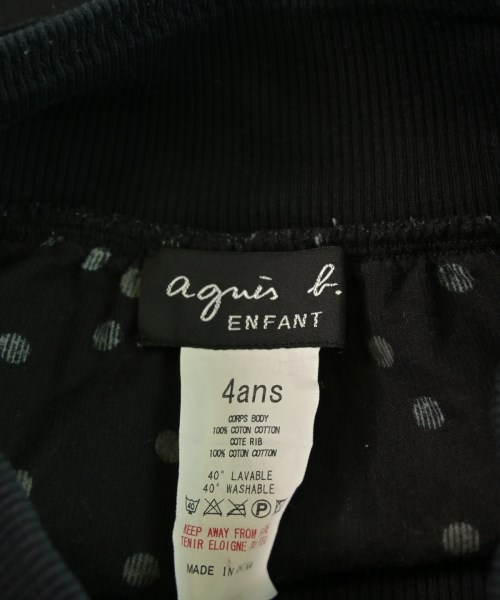 agnès b.
ENFANT
4ans
CORPS BODY
100% COTON COTTON
COTE RIB
100% COTON COTTON
40° LAVABLE
40° WASHABLE
40 P
KEEP AWAY FROM
TENIR ELOIGNE
MADE IN